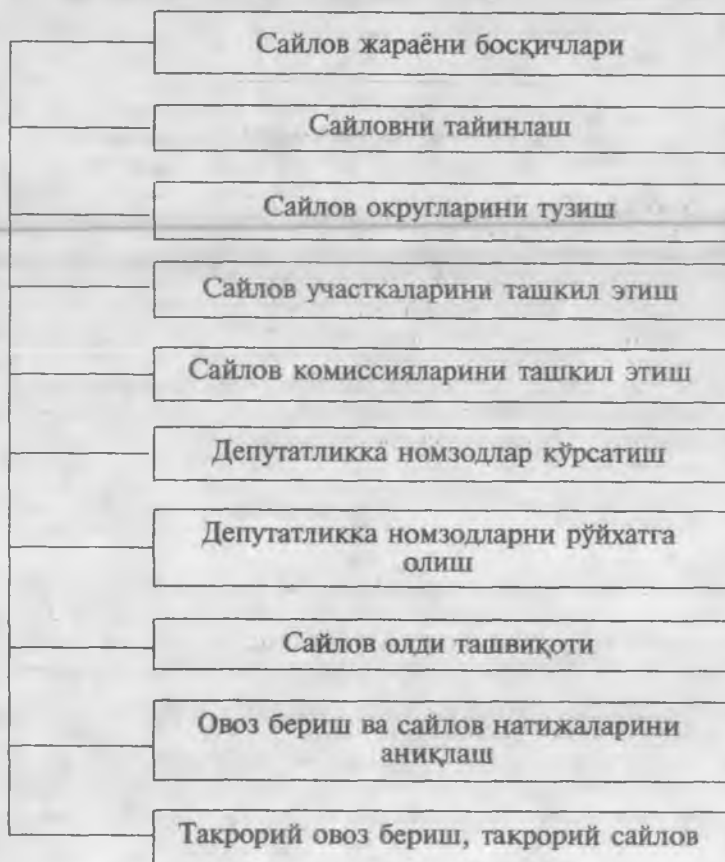 Сайлов жараёни босқичлари
Сайловни тайинлаш
Сайлов округларини тузиш
Сайлов участкаларини ташкил этиш
Сайлов комиссияларини ташкил этиш
Депутатликка номзодлар кўрсатиш
Депутатликка номзодларни рўйхатга
олиш
Сайлов олди ташвиқоти
Овоз бериш ва сайлов натижаларини
аниқлаш
Такрорий овоз бериш, такрорий сайлов